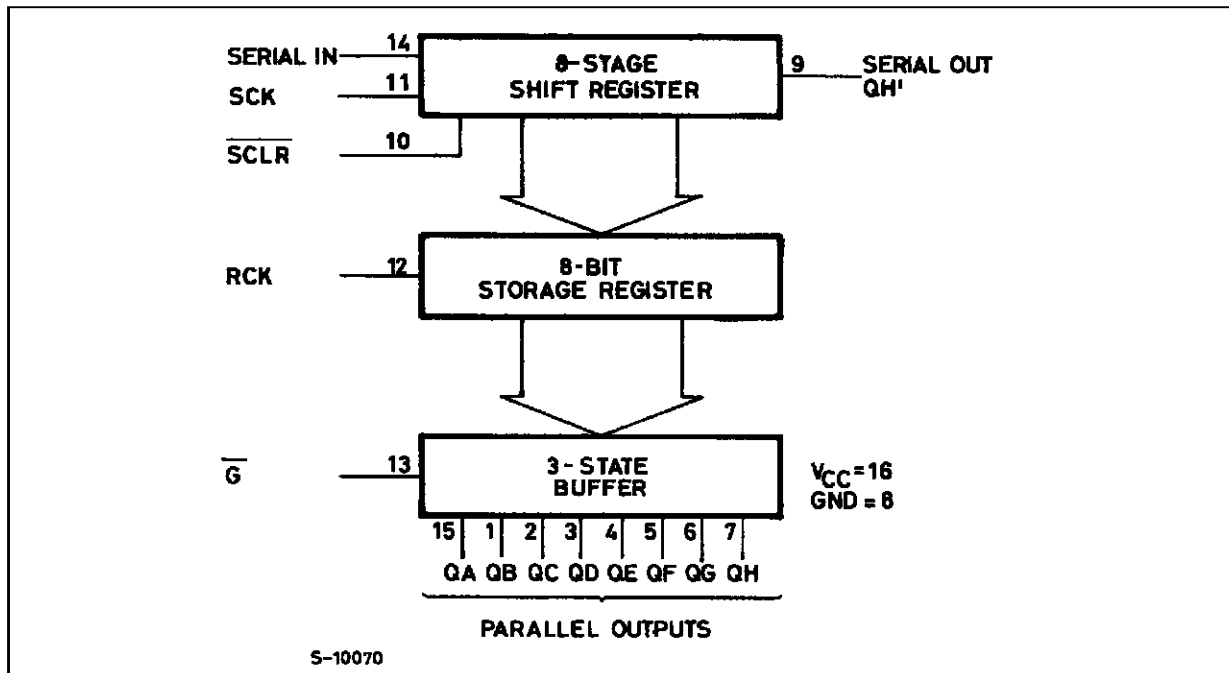 SERIAL IN 14
8-STAGE
SHIFT REGISTER
9 SERIAL OUT
QH'
SCK 11
SCLR 10
RCK 12
8-BIT
STORAGE REGISTER
G 13
3-STATE
BUFFER
VCC=16
GND=8
15 1 2 3 4 5 6 7
QA QB QC QD QE QF QG QH
PARALLEL OUTPUTS
S-10070